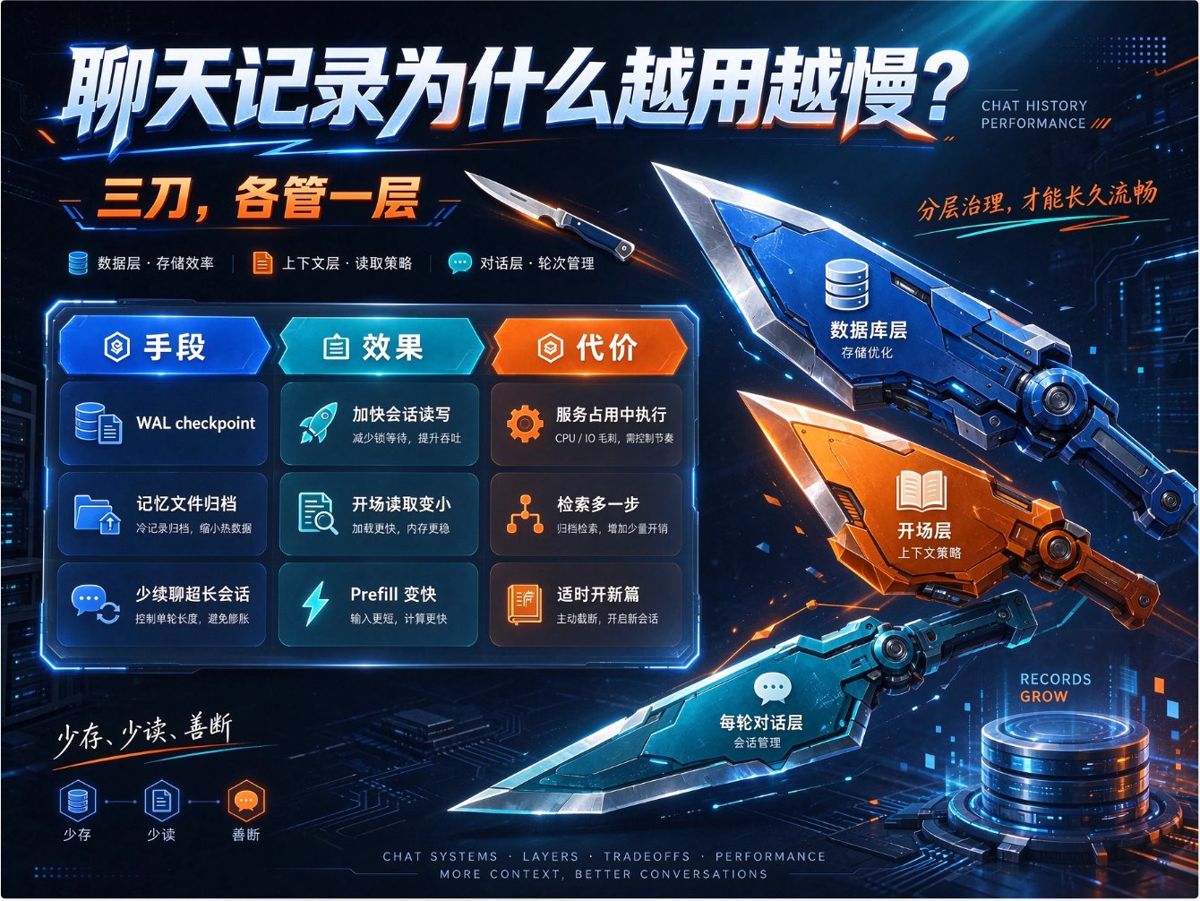 聊天记录为什么越用越慢？
CHAT HISTORY
PERFORMANCE
三刀，各管一层
分层治理，才能长久流畅
数据层 · 存储效率
上下文层 · 读取策略
对话层 · 轮次管理
手段
效果
代价
WAL checkpoint
加快会话读写
减少锁等待，提升吞吐
服务占用中执行
CPU / IO 毛刺，需控制节奏
记忆文件归档
冷记录归档，缩小热数据
开场读取变小
加载更快，内存更稳
检索多一步
归档检索，增加少量开销
少续聊超长会话
控制单轮长度，避免膨胀
Prefill 变快
输入更短，计算更快
适时开新篇
主动截断，开启新会话
数据库层
存储优化
开场层
上下文策略
每轮对话层
会话管理
RECORDS
GROW
少存、少读、善断
少存
少读
善断
CHAT SYSTEMS · LAYERS · TRADEOFFS · PERFORMANCE
MORE CONTEXT, BETTER CONVERSATIONS